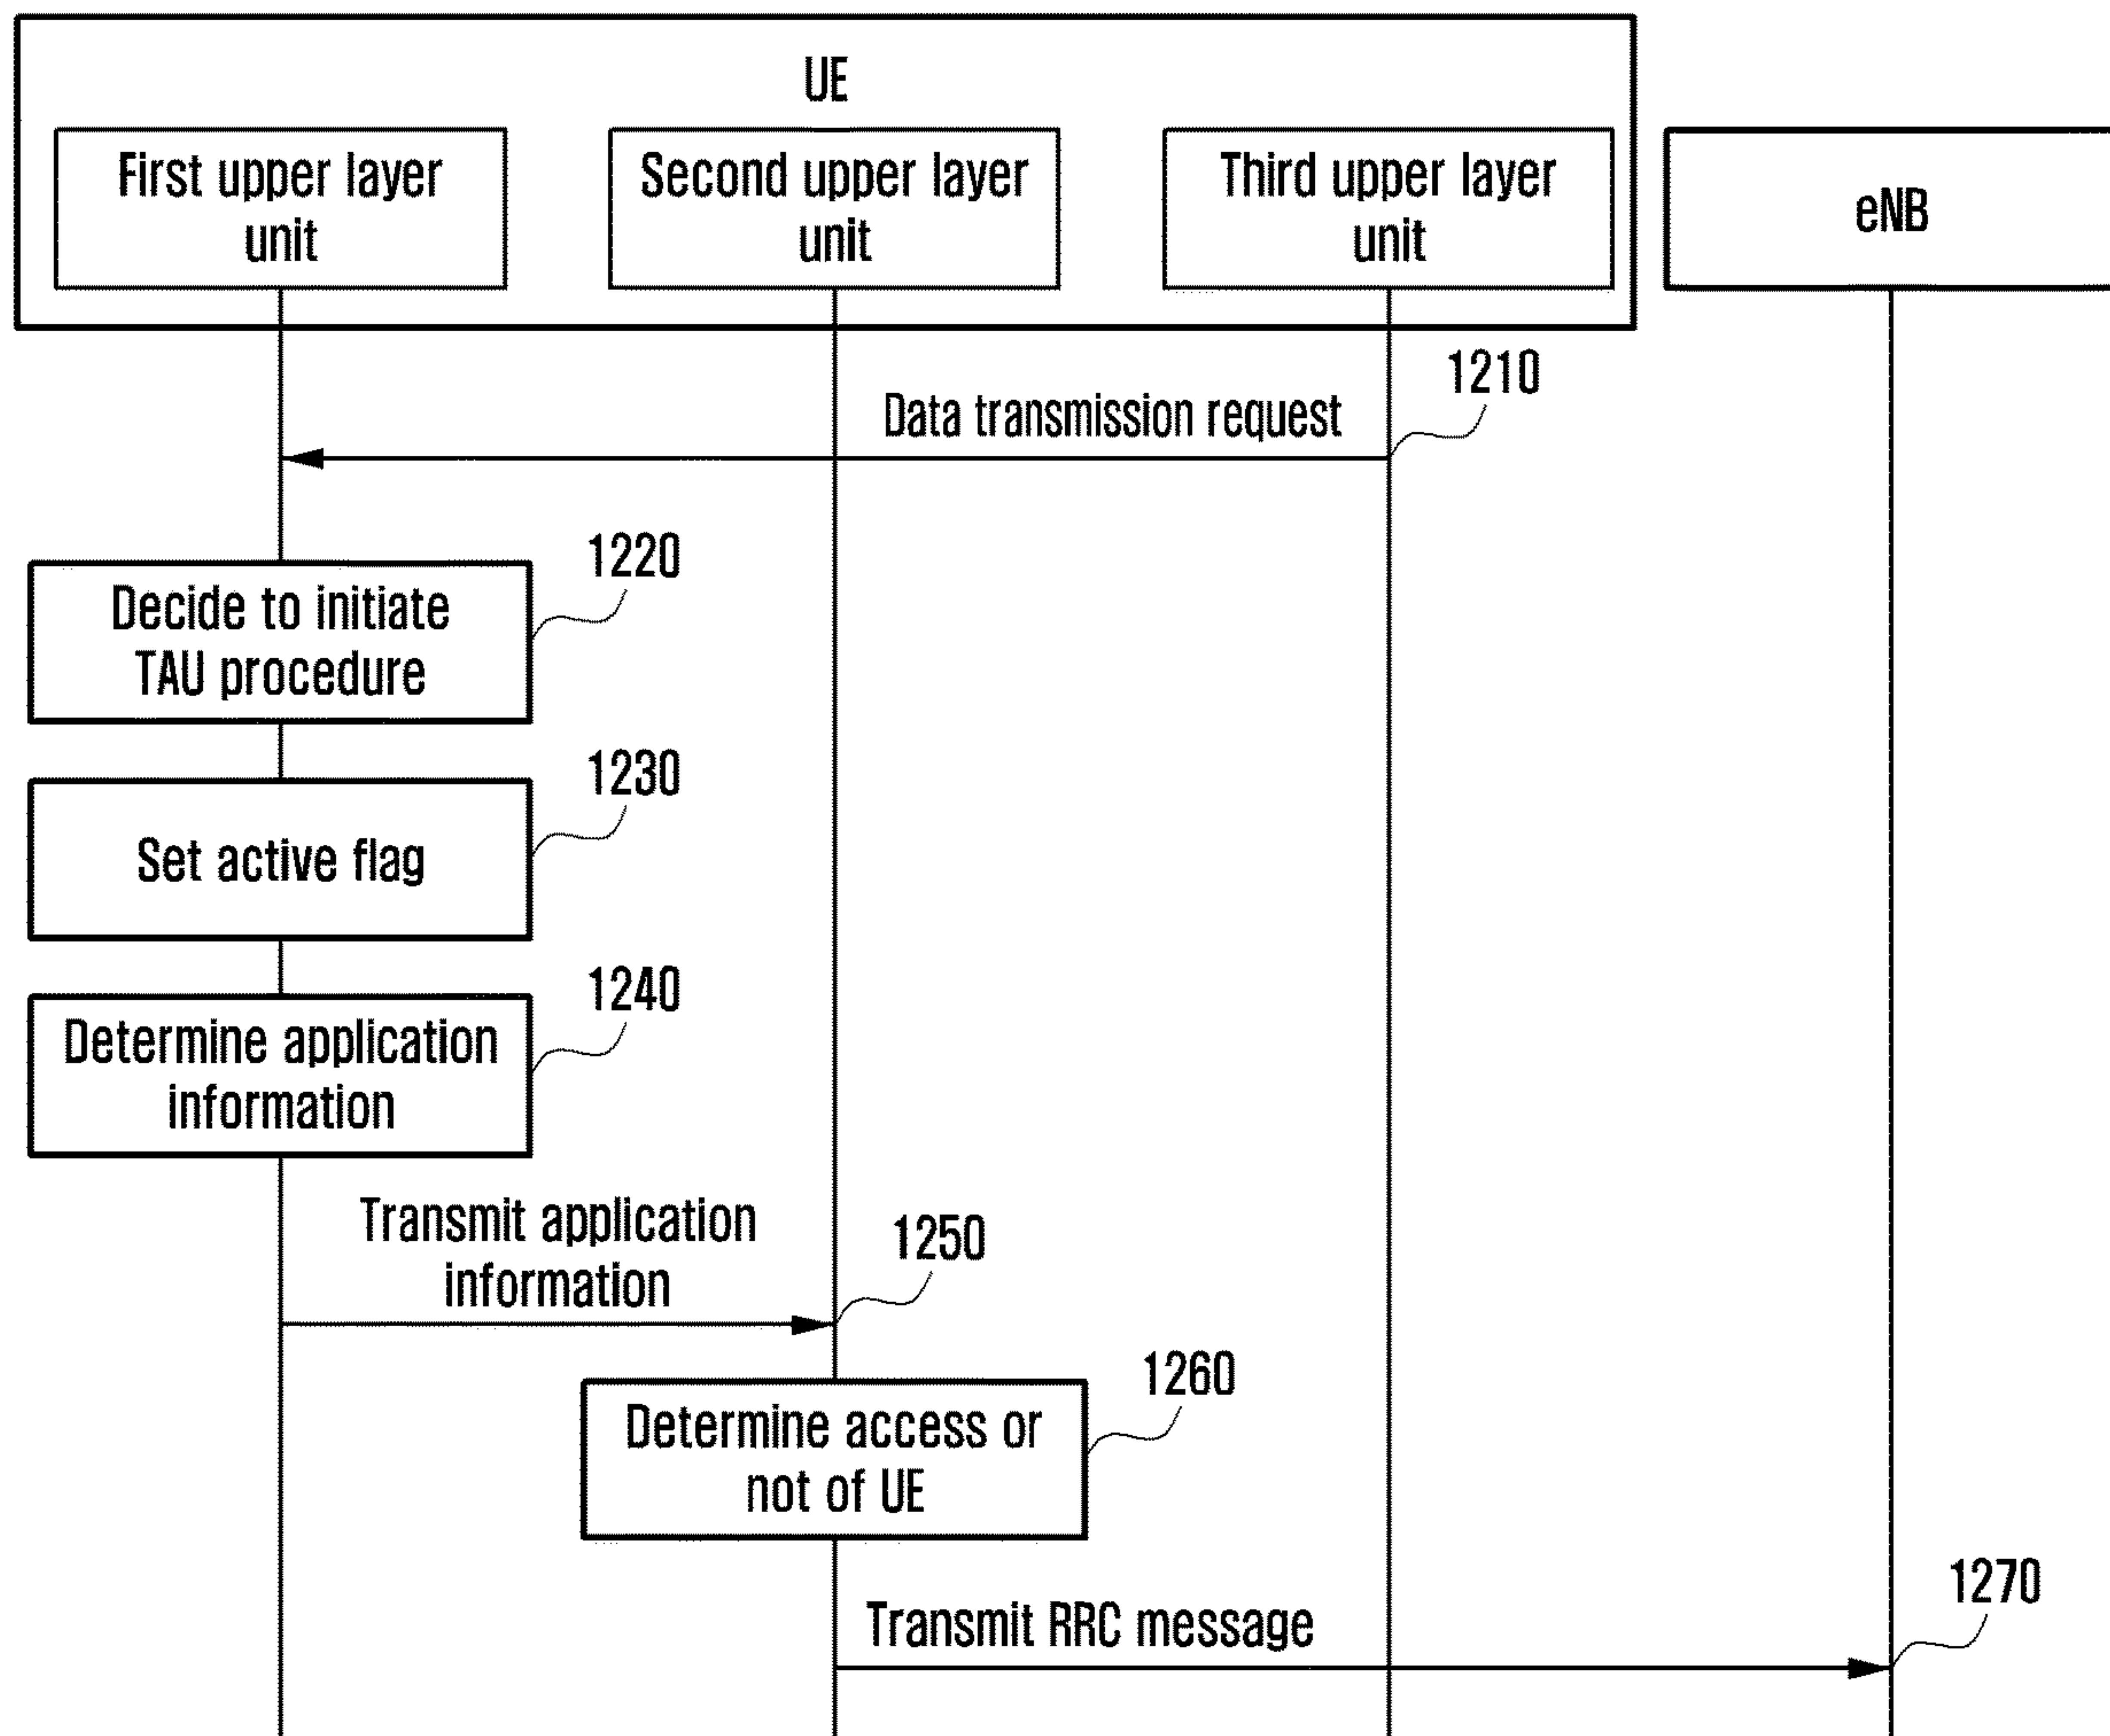 UE
First upper layer
unit
Second upper layer
unit
Third upper layer
unit
eNB
1210
Data transmission request
1220
Decide to initiate
TAU procedure
1230
Set active flag
1240
Determine application
information
Transmit application
information
1250
1260
Determine access or
not of UE
1270
Transmit RRC message